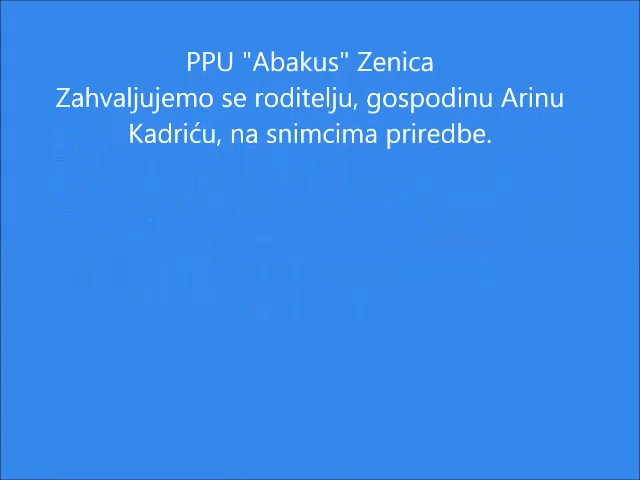 PPU "Abakus" Zenica
Zahvaljujemo se roditelju, gospodinu Arinu
Kadriću, na snimcima priredbe.